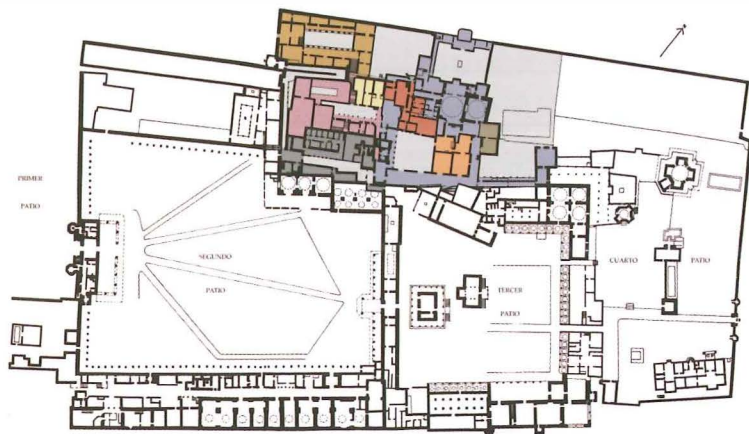 PRIMER
PATIO
SEGUNDO
PATIO
TERCER
PATIO
CUARTO
PATIO